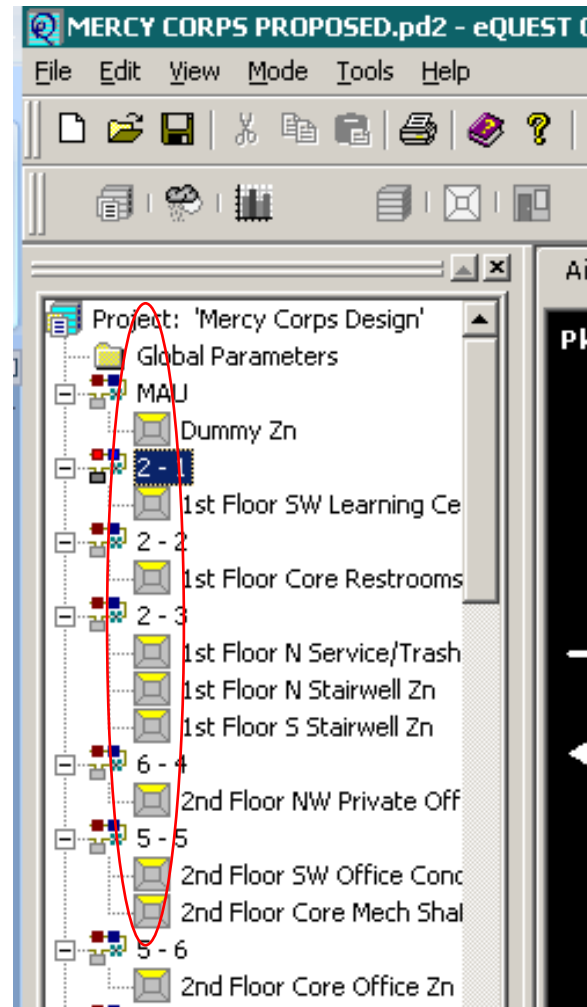 MERCY CORPS PROPOSED.pd2 - eQUEST
File Edit View Mode Tools Help
Project: 'Mercy Corps Design'
Global Parameters
MAU
Dummy Zn
2 - 1
1st Floor SW Learning Ce
2 - 2
1st Floor Core Restrooms
2 - 3
1st Floor N Service/Trash
1st Floor N Stairwell Zn
1st Floor S Stairwell Zn
6 - 4
2nd Floor NW Private Off
5 - 5
2nd Floor SW Office Conc
2nd Floor Core Mech Shaf
5 - 6
2nd Floor Core Office Zn